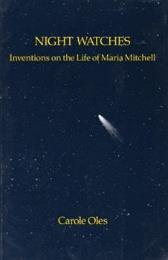 NIGHT WATCHES
Inventions on the Life of Maria Mitchell
Carole Oles